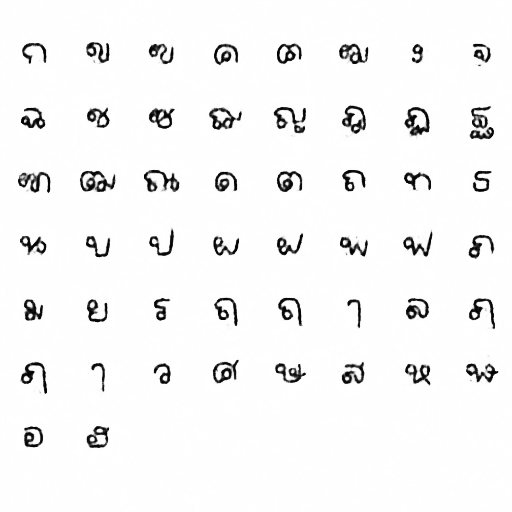 ก ข ฃ ค ฅ ฆ ง จ
ฉ ช ซ ฌ ญ ฎ ฏ ฐ
ฑ ฒ ณ ด ต ถ ท ธ
น บ ป ผ ฝ พ ฟ ภ
ม ย ร ฤ ฤ ๅ ล ฦ
ฦ ๅ ว ศ ษ ส ห ฬ
อ ฮ